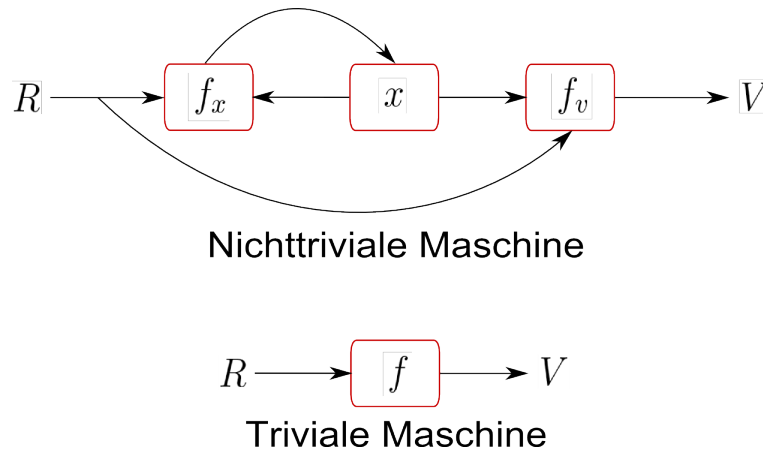 R f_x x f_v V
Nichttriviale Maschine
R f V
Triviale Maschine